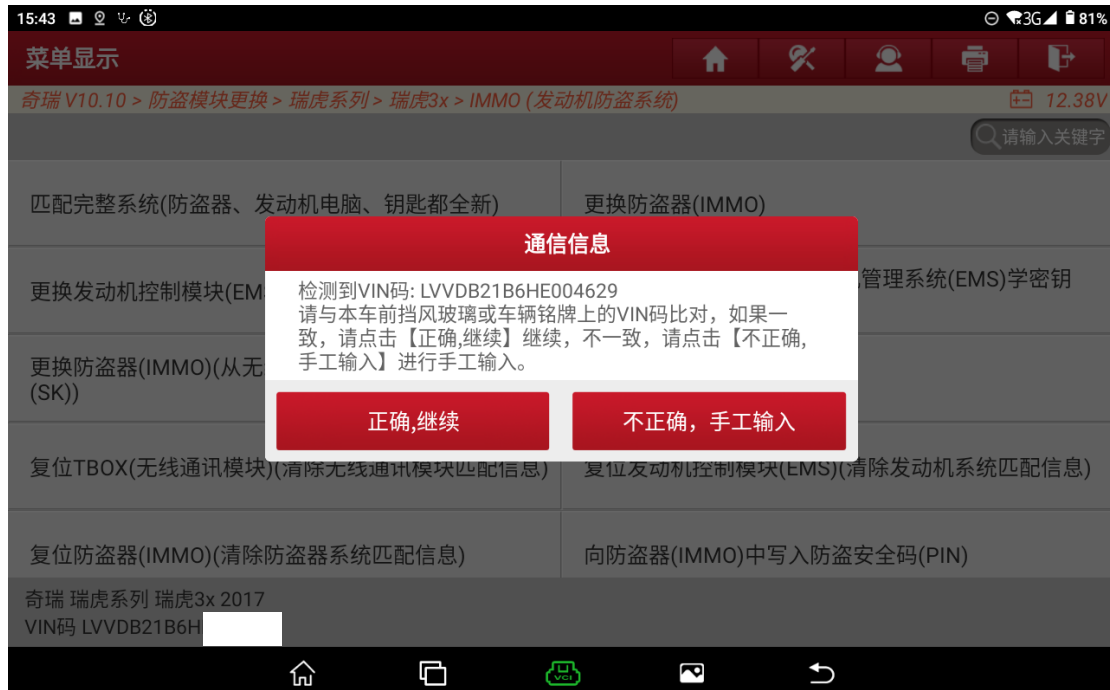 15:43
3G 81%
菜单显示
奇瑞 V10.10 > 防盗模块更换 > 瑞虎系列 > 瑞虎3x > IMMO (发动机防盗系统)
12.38V
请输入关键字
匹配完整系统(防盗器、发动机电脑、钥匙都全新)
更换防盗器(IMMO)
通信信息
更换发动机控制模块(EM
管理系统(EMS)学密钥
检测到VIN码: LVVDB21B6HE004629
请与本车前挡风玻璃或车辆铭牌上的VIN码比对，如果一
致，请点击【正确,继续】继续，不一致，请点击【不正确,
手工输入】进行手工输入。
更换防盗器(IMMO)(从无
(SK))
正确,继续
不正确，手工输入
复位TBOX(无线通讯模块)(清除无线通讯模块匹配信息)
复位发动机控制模块(EMS)(清除发动机系统匹配信息)
复位防盗器(IMMO)(清除防盗器系统匹配信息)
向防盗器(IMMO)中写入防盗安全码(PIN)
奇瑞 瑞虎系列 瑞虎3x 2017
VIN码 LVVDB21B6H
VCI